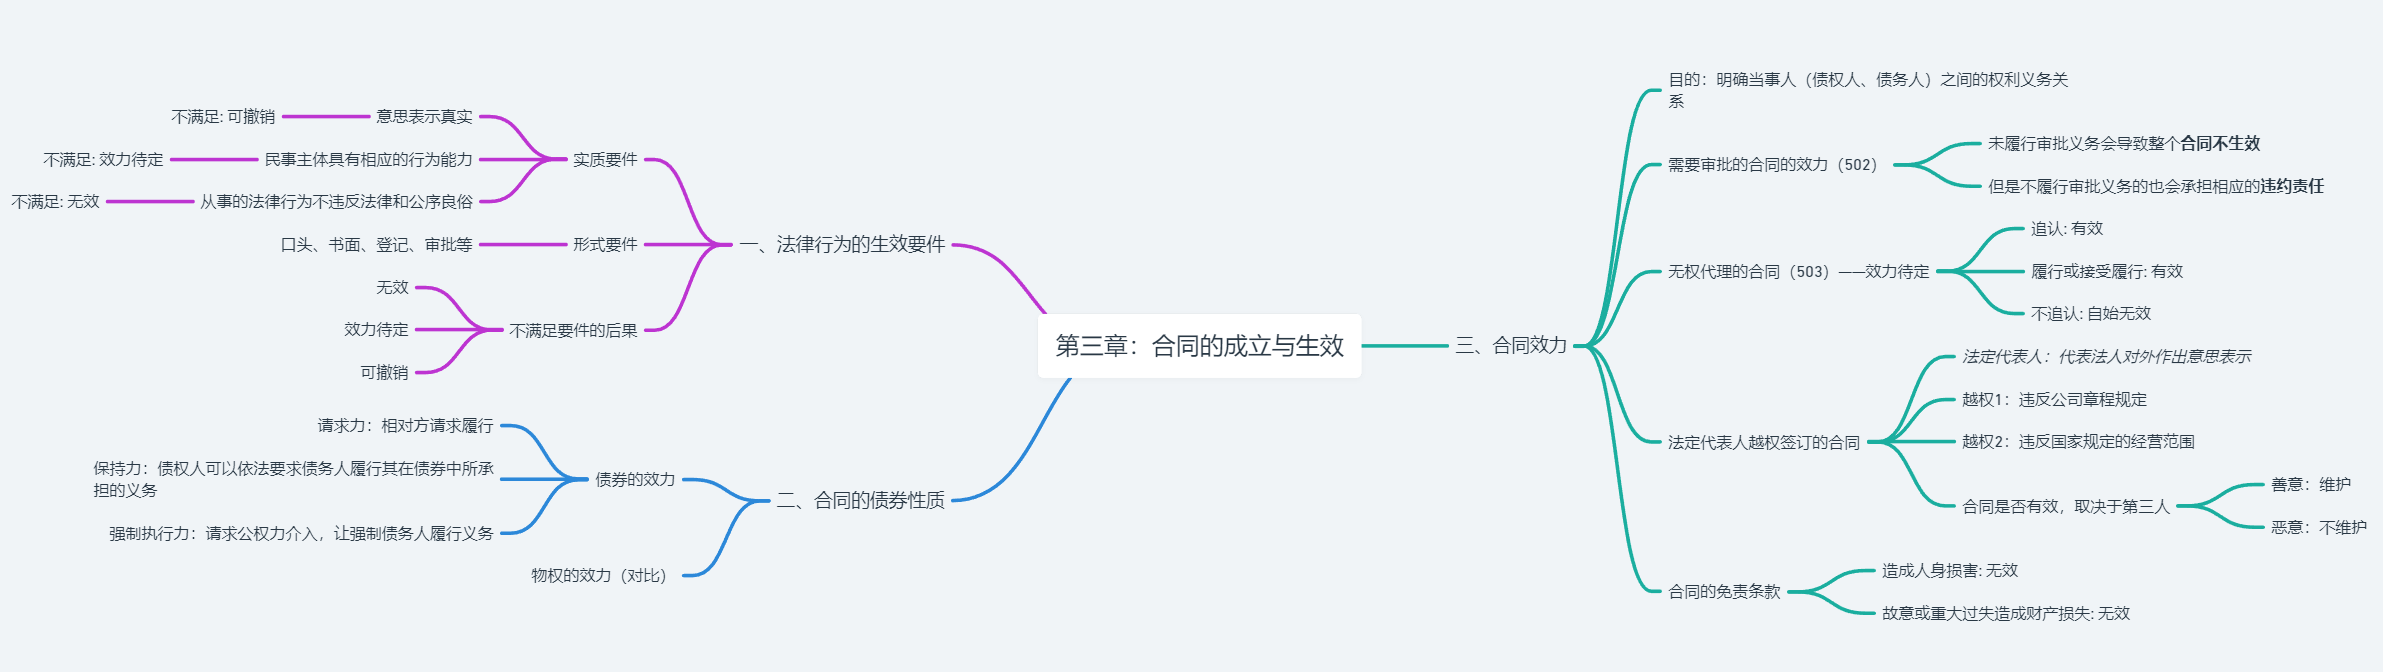 第三章：合同的成立与生效
一、法律行为的生效要件
实质要件
意思表示真实
不满足: 可撤销
民事主体具有相应的行为能力
不满足: 效力待定
从事的法律行为不违反法律和公序良俗
不满足: 无效
形式要件
口头、书面、登记、审批等
不满足要件的后果
无效
效力待定
可撤销
二、合同的债券性质
债券的效力
请求力：相对方请求履行
保持力：债权人可以依法要求债务人履行其在债券中所承
担的义务
强制执行力：请求公权力介入，让强制债务人履行义务
物权的效力（对比）
三、合同效力
目的：明确当事人（债权人、债务人）之间的权利义务关
系
需要审批的合同的效力（502）
未履行审批义务会导致整个合同不生效
但是不履行审批义务的也会承担相应的违约责任
无权代理的合同（503）——效力待定
追认: 有效
履行或接受履行: 有效
不追认: 自始无效
法定代表人越权签订的合同
法定代表人：代表法人对外作出意思表示
越权1：违反公司章程规定
越权2：违反国家规定的经营范围
合同是否有效，取决于第三人
善意：维护
恶意：不维护
合同的免责条款
造成人身损害: 无效
故意或重大过失造成财产损失: 无效